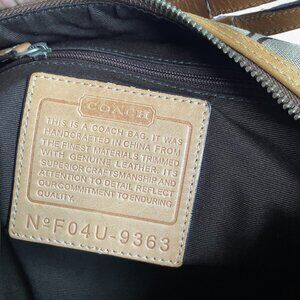 COACH
THIS IS A COACH BAG. IT WAS
HANDCRAFTED IN CHINA FROM
THE FINEST MATERIALS TRIMMED
WITH GENUINE LEATHER. ITS
SUPERIOR CRAFTSMANSHIP AND
ATTENTION TO DETAIL REFLECT
OUR COMMITMENT TO ENDURING
QUALITY.
Nº F04U-9363